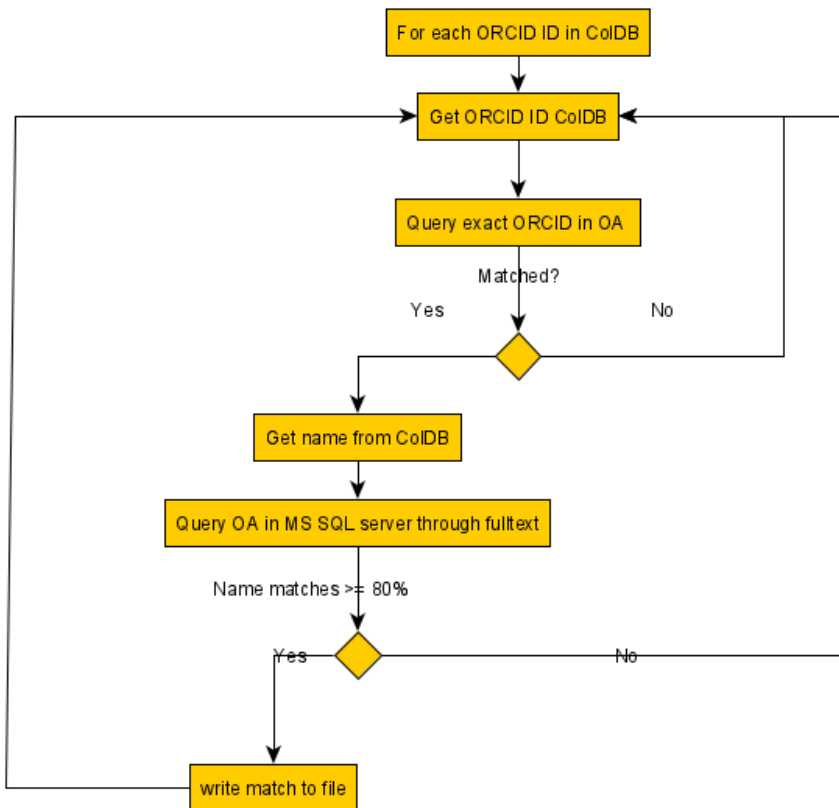 For each ORCID ID in ColDB
Get ORCID ID ColDB
Query exact ORCID in OA
Matched?
Yes
No
Get name from ColDB
Query OA in MS SQL server through fulltext
Name matches >= 80%
Yes
No
write match to file